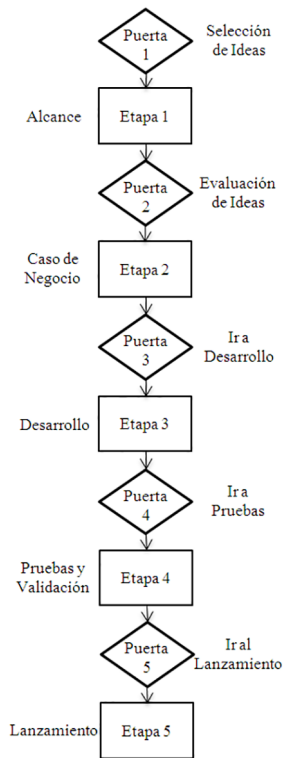 Puerta
1
Selección
de Ideas
Alcance
Etapa 1
Puerta
2
Evaluación
de Ideas
Caso de
Negocio
Etapa 2
Puerta
3
Ir a
Desarrollo
Desarrollo
Etapa 3
Puerta
4
Ir a
Pruebas
Pruebas y
Validación
Etapa 4
Puerta
5
Ir al
Lanzamiento
Lanzamiento
Etapa 5